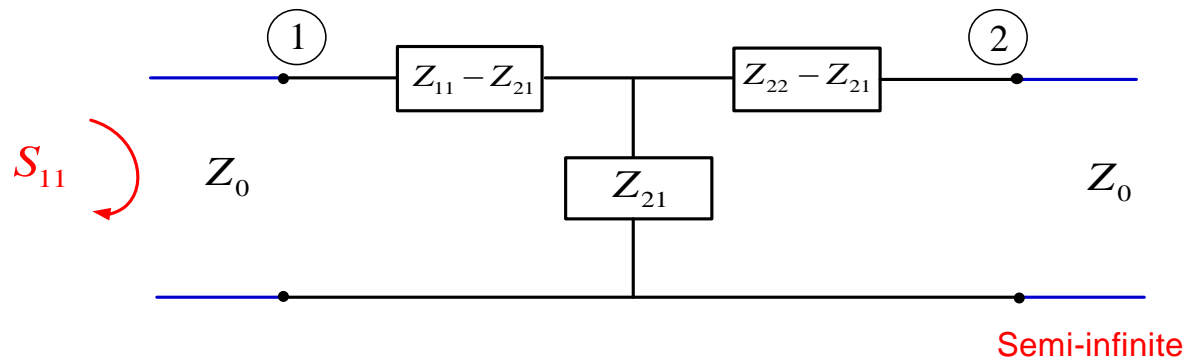 1
2
Z₁₁ − Z₂₁
Z₂₂ − Z₂₁
S₁₁
Z₀
Z₂₁
Z₀
Semi-infinite